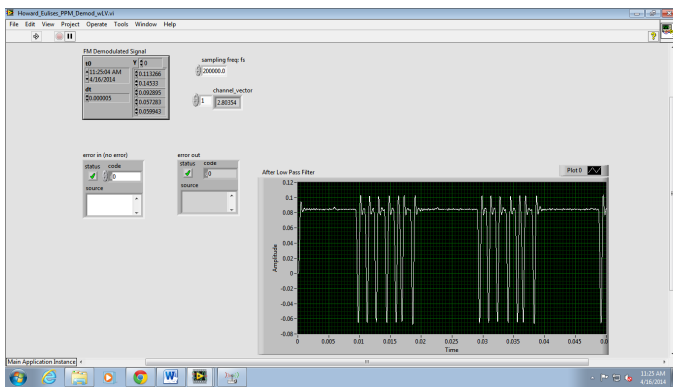 Howard_Eulises_PPM_Demod_wLV.vi
File Edit View Project Operate Tools Window Help
FM Demodulated Signal
t0
11:25:04 AM
4/16/2014
dt
0.000005
Y 0
0.113266
0.14533
0.092895
0.057283
0.059943
sampling freq: fs
200000.0
channel_vector
1 2.80354
error in (no error)
status code
0
source
error out
status code
0
source
After Low Pass Filter
Plot 0
0.12
0.1
0.08
0.06
0.04
0.02
0
-0.02
-0.04
-0.06
-0.08
Amplitude
0 0.005 0.01 0.015 0.02 0.025 0.03 0.035 0.04 0.045 0.0
Time
Main Application Instance
11:25 AM
4/16/2014